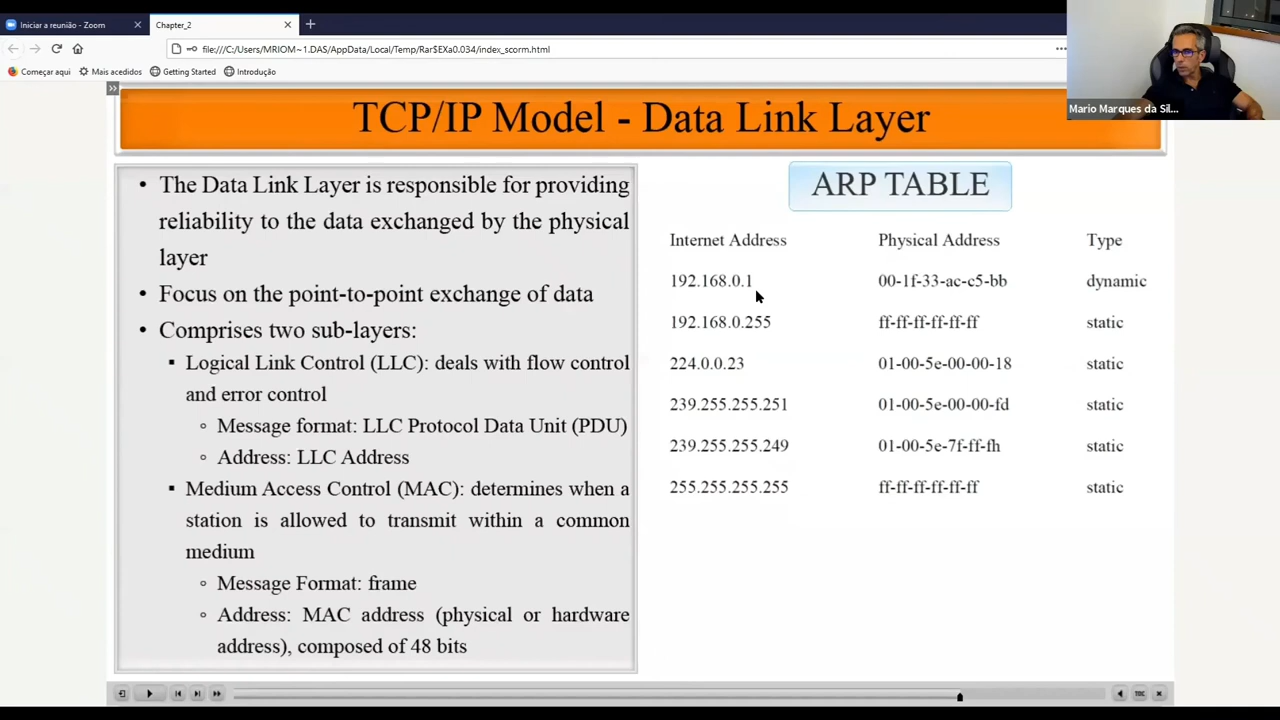 Iniciar a reunião - Zoom
Chapter_2
file:///C:/Users/MRIOM~1.DAS/AppData/Local/Temp/Rar$EXa0.034/index_scorm.html
Começar aqui
Mais acedidos
Getting Started
Introdução
Mario Marques da Sil...
TCP/IP Model - Data Link Layer
• The Data Link Layer is responsible for providing
reliability to the data exchanged by the physical
layer
• Focus on the point-to-point exchange of data
• Comprises two sub-layers:
▪ Logical Link Control (LLC): deals with flow control
and error control
◦ Message format: LLC Protocol Data Unit (PDU)
◦ Address: LLC Address
▪ Medium Access Control (MAC): determines when a
station is allowed to transmit within a common
medium
◦ Message Format: frame
◦ Address: MAC address (physical or hardware
address), composed of 48 bits
ARP TABLE
Internet Address Physical Address Type
192.168.0.1 00-1f-33-ac-c5-bb dynamic
192.168.0.255 ff-ff-ff-ff-ff-ff static
224.0.0.23 01-00-5e-00-00-18 static
239.255.255.251 01-00-5e-00-00-fd static
239.255.255.249 01-00-5e-7f-ff-fh static
255.255.255.255 ff-ff-ff-ff-ff-ff static
TOC